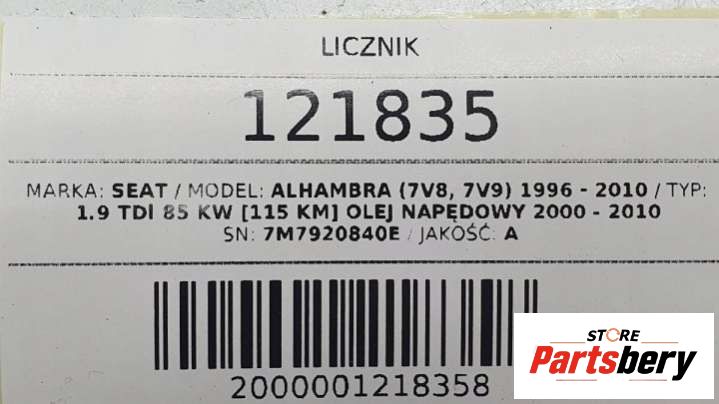 LICZNIK
121835
MARKA: SEAT / MODEL: ALHAMBRA (7V8, 7V9) 1996 - 2010 / TYP:
1.9 TDI 85 KW [115 KM] OLEJ NAPĘDOWY 2000 - 2010
SN: 7M7920840E / JAKOŚĆ: A
2000001218358
STORE
Partsbery